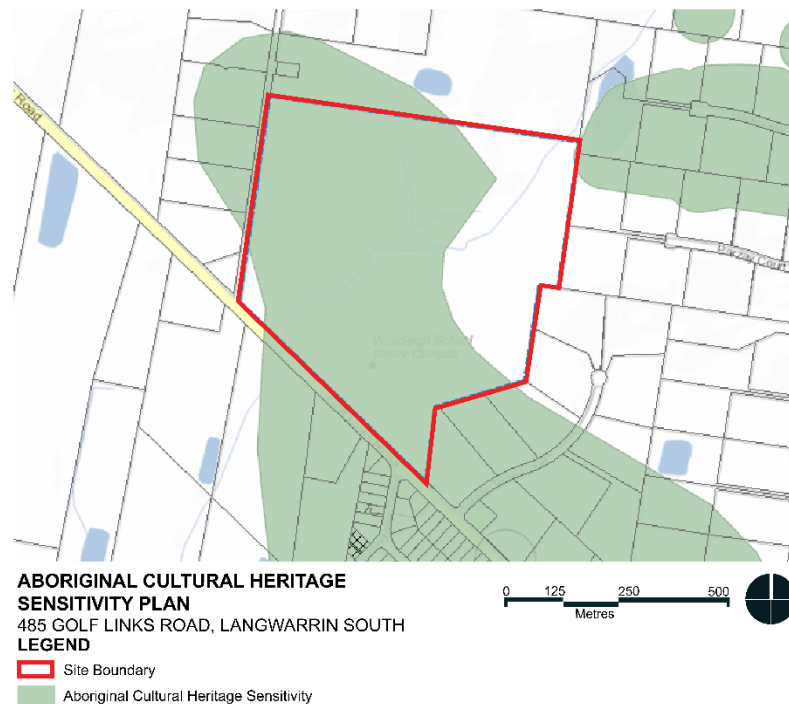 Road
Woodleigh School
Senior Campus
ABORIGINAL CULTURAL HERITAGE
SENSITIVITY PLAN
485 GOLF LINKS ROAD, LANGWARRIN SOUTH
LEGEND
Site Boundary
Aboriginal Cultural Heritage Sensitivity
0 125 250 500
Metres